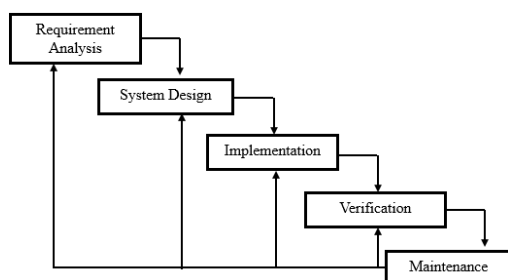 Requirement
Analysis
System Design
Implementation
Verification
Maintenance